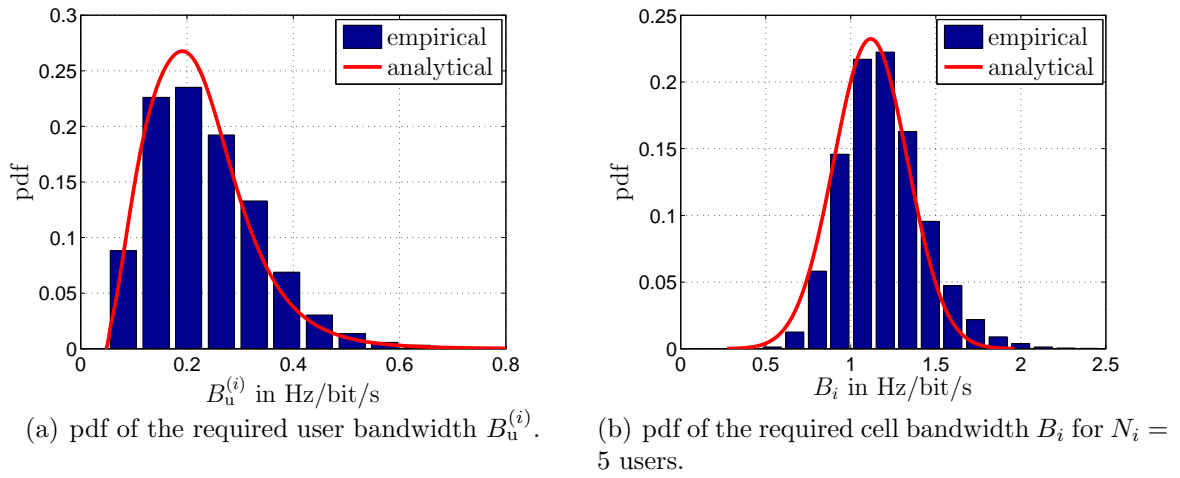 0.3
0.25
0.2
0.15
0.1
0.05
0
pdf
0
0.2
0.4
0.6
0.8
empirical
analytical
B_u^{(i)} in Hz/bit/s
(a) pdf of the required user bandwidth B_u^{(i)}.
0.25
0.2
0.15
0.1
0.05
0
pdf
0
0.5
1
1.5
2
2.5
empirical
analytical
B_i in Hz/bit/s
(b) pdf of the required cell bandwidth B_i for N_i =
5 users.